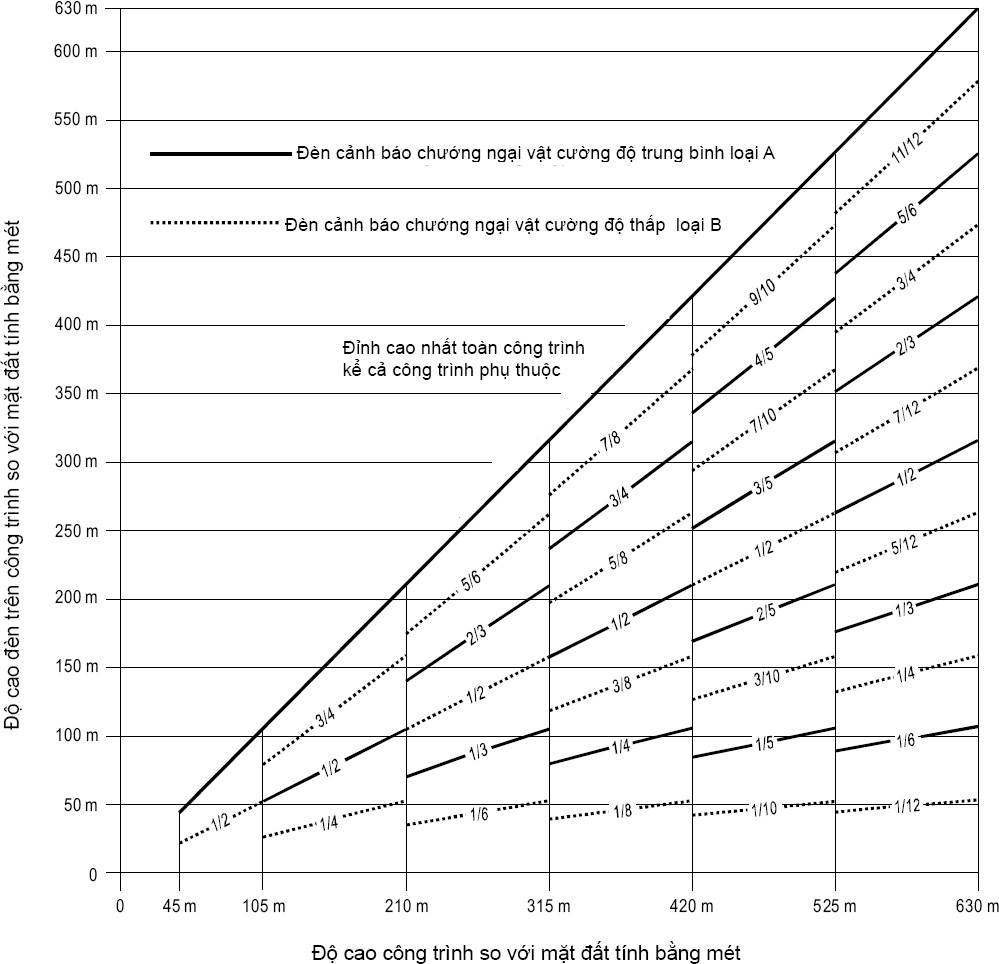 630 m
600 m
550 m
500 m
450 m
400 m
350 m
300 m
250 m
200 m
150 m
100 m
50 m
0
Độ cao đèn trên công trình so với mặt đất tính bằng mét
Đèn cảnh báo chướng ngại vật cường độ trung bình loại A
Đèn cảnh báo chướng ngại vật cường độ thấp loại B
Đỉnh cao nhất toàn công trình
kể cả công trình phụ thuộc
1/2
3/4
1/2
1/4
5/6
2/3
1/2
1/3
1/6
7/8
3/4
5/8
1/2
3/8
1/4
1/8
9/10
4/5
7/10
3/5
1/2
2/5
3/10
1/5
1/10
11/12
5/6
3/4
2/3
7/12
1/2
5/12
1/3
1/4
1/6
1/12
0 45 m 105 m 210 m 315 m 420 m 525 m 630 m
Độ cao công trình so với mặt đất tính bằng mét